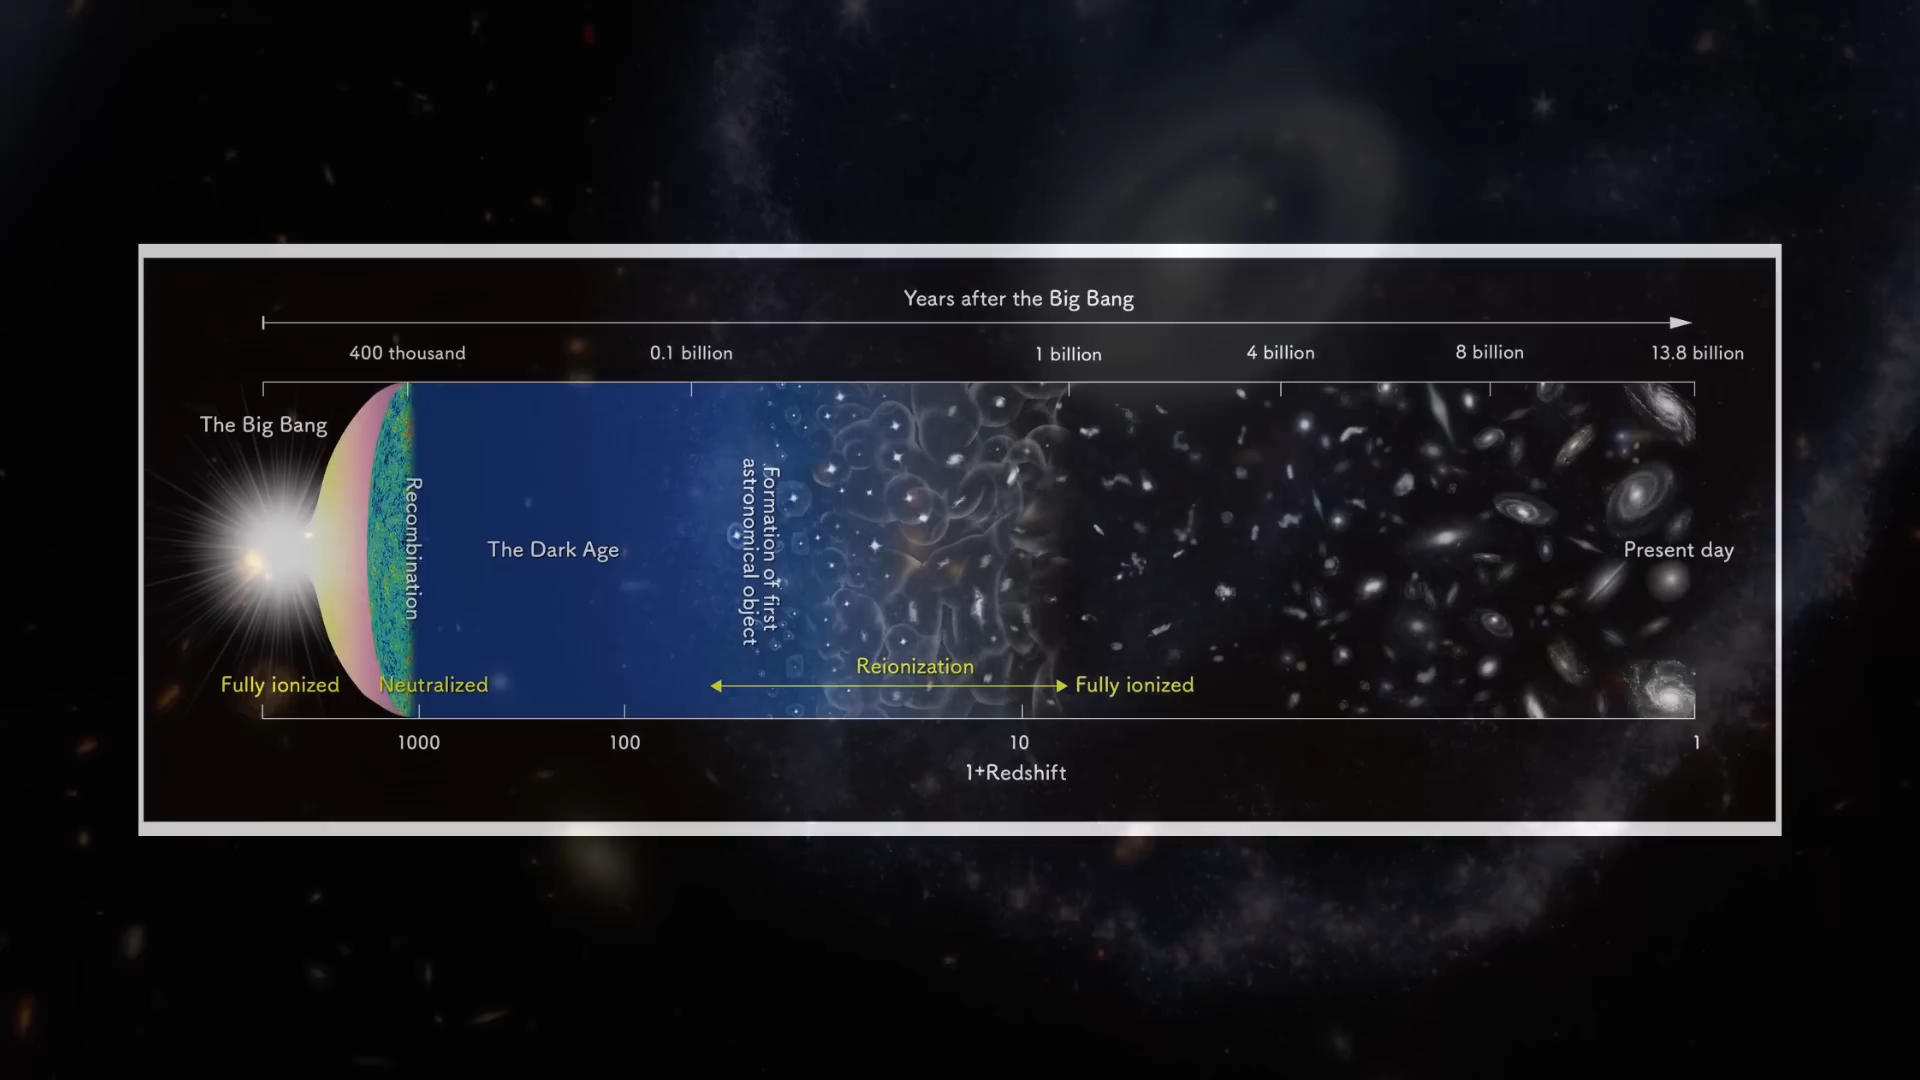 Years after the Big Bang
400 thousand
0.1 billion
1 billion
4 billion
8 billion
13.8 billion
The Big Bang
Recombination
The Dark Age
Formation of first
astronomical object
Present day
Reionization
Fully ionized
Neutralized
Fully ionized
1000
100
10
1
1+Redshift